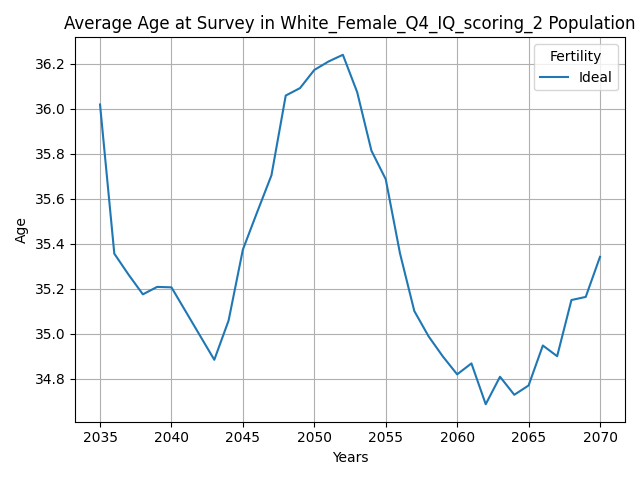 Average Age at Survey in White_Female_Q4_IQ_scoring_2 Population
Fertility
Ideal
36.2
36.0
35.8
35.6
35.4
35.2
35.0
34.8
Age
2035 2040 2045 2050 2055 2060 2065 2070
Years